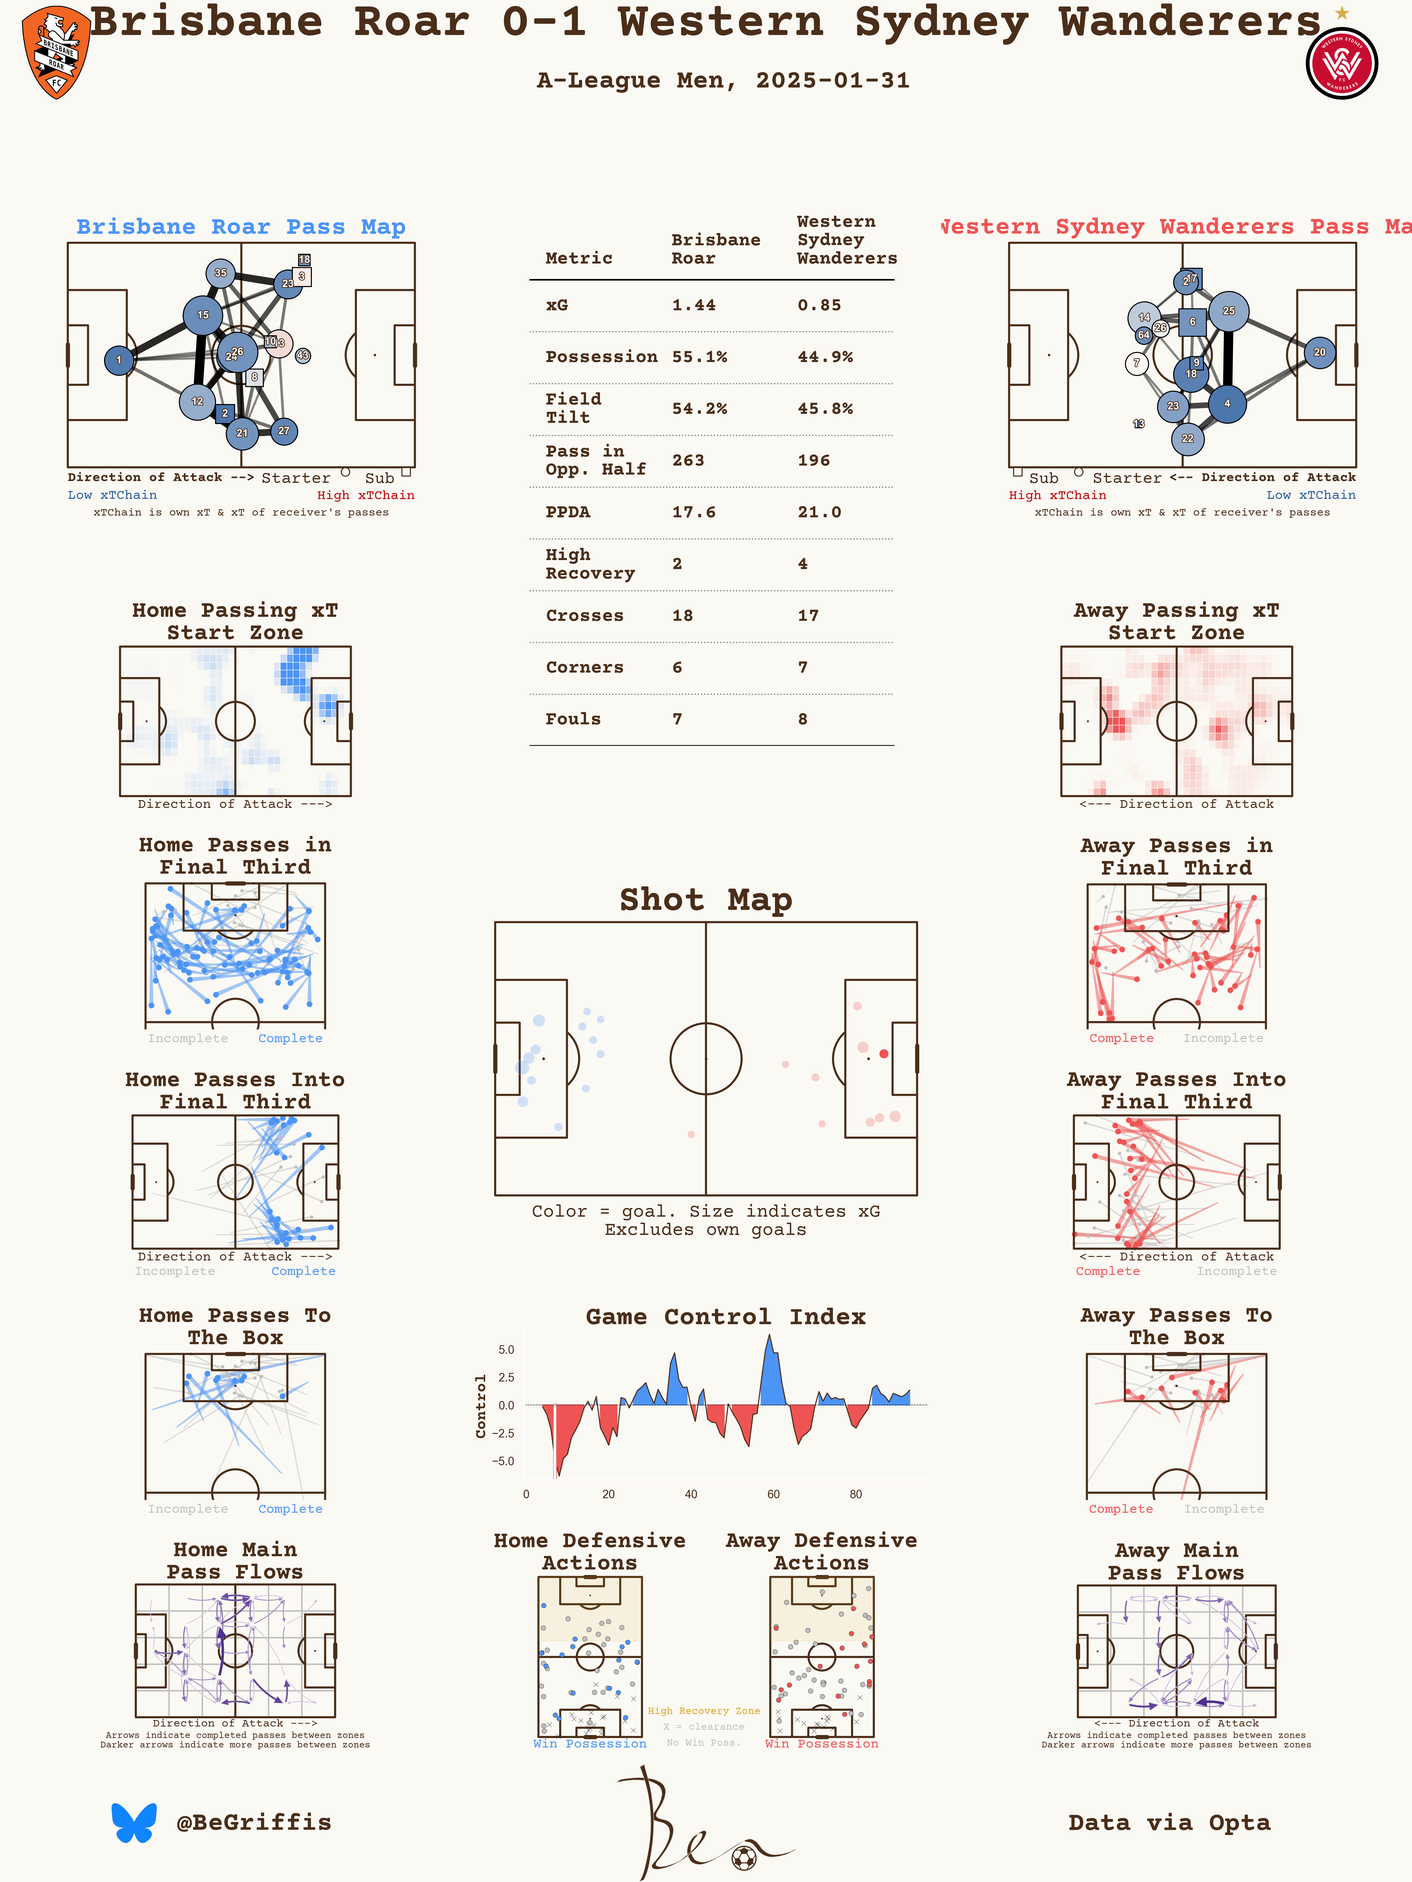 Brisbane Roar 0-1 Western Sydney Wanderers
A-League Men, 2025-01-31
BRISBANE
ROAR
FC
WESTERN SYDNEY
WANDERERS
Brisbane Roar Pass Map
18
35
3
23
15
10
26
24
43
1
8
12
2
21
27
Direction of Attack --> Starter Sub
Low xTChain High xTChain
xTChain is own xT & xT of receiver's passes
Metric Brisbane Roar Western Sydney Wanderers
xG 1.44 0.85
Possession 55.1% 44.9%
Field Tilt 54.2% 45.8%
Pass in Opp. Half 263 196
PPDA 17.6 21.0
High Recovery 2 4
Crosses 18 17
Corners 6 7
Fouls 7 8
Western Sydney Wanderers Pass Ma
17
25
14
6
26
64
20
7
9
18
23
4
13
22
Sub Starter <-- Direction of Attack
High xTChain Low xTChain
xTChain is own xT & xT of receiver's passes
Home Passing xT
Start Zone
Direction of Attack --->
Away Passing xT
Start Zone
<--- Direction of Attack
Home Passes in
Final Third
Incomplete Complete
Away Passes in
Final Third
Complete Incomplete
Shot Map
Color = goal. Size indicates xG
Excludes own goals
Home Passes Into
Final Third
Direction of Attack --->
Incomplete Complete
Away Passes Into
Final Third
<--- Direction of Attack
Complete Incomplete
Home Passes To
The Box
Incomplete Complete
Game Control Index
Control
5.0
2.5
0.0
−2.5
−5.0
0 20 40 60 80
Away Passes To
The Box
Complete Incomplete
Home Main
Pass Flows
Direction of Attack --->
Arrows indicate completed passes between zones
Darker arrows indicate more passes between zones
Home Defensive
Actions
Win Possession
High Recovery Zone
X = clearance
No Win Poss.
Away Defensive
Actions
Win Possession
Away Main
Pass Flows
<--- Direction of Attack
Arrows indicate completed passes between zones
Darker arrows indicate more passes between zones
@BeGriffis
Ben
Data via Opta